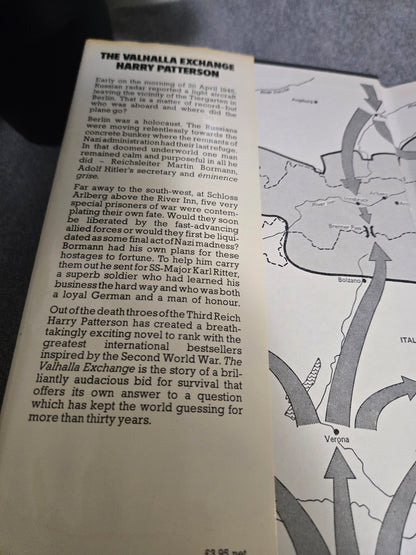 THE VALHALLA EXCHANGE
HARRY PATTERSON
Early on the morning of 30 April 1945,
Russian radar reported a light aircraft
leaving the vicinity of the Tiergarten in
Berlin. That is a matter of record – but
who was aboard and where did the
plane go?
Berlin was a holocaust. The Russians
were moving relentlessly towards the
concrete bunker where the remnants of
Nazi administration had their last refuge.
In that doomed underworld one man
remained calm and purposeful in all he
did – Reichsleiter Martin Bormann,
Adolf Hitler's secretary and éminence
grise.
Far away to the south-west, at Schloss
Arlberg above the River Inn, five very
special prisoners of war were contem-
plating their own fate. Would they soon
be liberated by the fast-advancing
allied forces or would they first be liqui-
dated as some final act of Nazi madness?
Bormann had his own plans for these
hostages to fortune. To help him carry
them out he sent for SS-Major Karl Ritter,
a superb soldier who had learned his
business the hard way and who was both
a loyal German and a man of honour.
Out of the death throes of the Third Reich
Harry Patterson has created a breath-
takingly exciting novel to rank with the
greatest international bestsellers
inspired by the Second World War. The
Valhalla Exchange is the story of a bril-
liantly audacious bid for survival that
offers its own answer to a question
which has kept the world guessing for
more than thirty years.
£3.95 net
Augsburg
Brenner Pass
Bolzano
ITAL
Verona